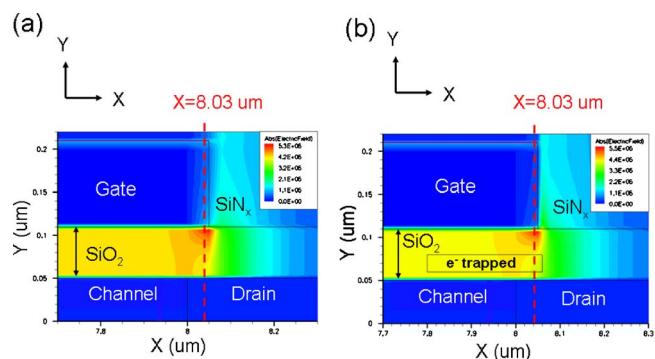 (a)
Y
X
X=8.03 um
Abs(ElectricField)
5.3E+06
4.2E+06
3.2E+06
2.1E+06
1.1E+06
0.0E+00
0.2
0.15
0.1
0.05
0
Y (um)
Gate
SiNx
SiO2
Channel
Drain
7.8
8
8.2
X (um)
(b)
Y
X
X=8.03 um
Abs(ElectricField)
5.5E+06
4.4E+06
3.3E+06
2.2E+06
1.1E+06
0.0E+00
0.2
0.15
0.1
0.05
0
Y (um)
Gate
SiNx
SiO2
e- trapped
Channel
Drain
7.7
7.8
7.9
8
8.1
8.2
8.3
X (um)